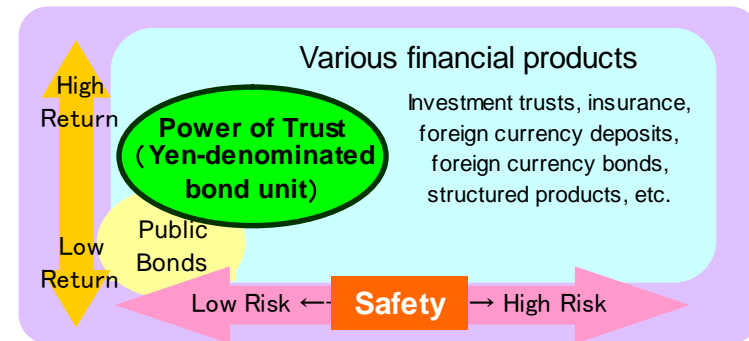 Various financial products
High
Return
Investment trusts, insurance,
foreign currency deposits,
foreign currency bonds,
structured products, etc.
Power of Trust
(Yen-denominated
bond unit)
Public
Bonds
Low
Return
Low Risk ←
Safety
→ High Risk